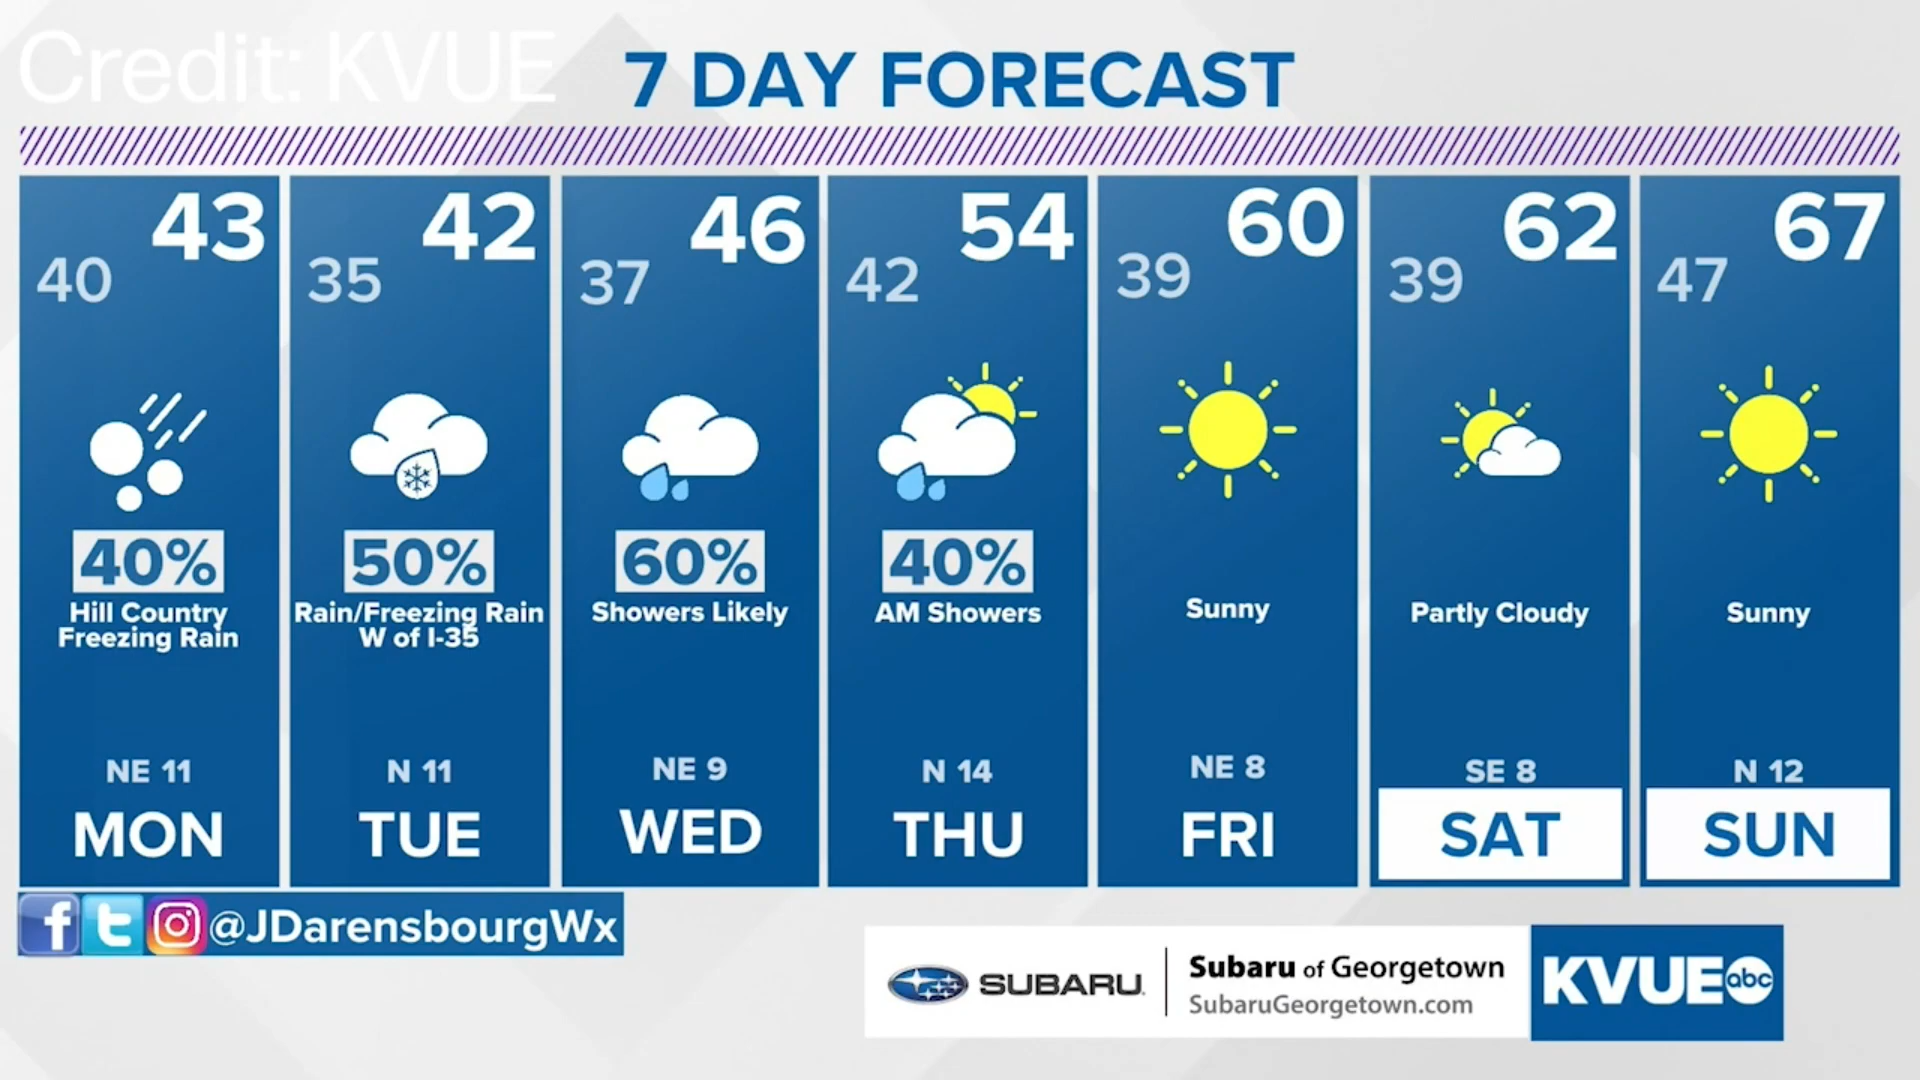 Credit: KVUE
7 DAY FORECAST
43
40
40%
Hill Country
Freezing Rain
NE 11
MON
42
35
50%
Rain/Freezing Rain
W of I-35
N 11
TUE
46
37
60%
Showers Likely
NE 9
WED
54
42
40%
AM Showers
N 14
THU
60
39
Sunny
NE 8
FRI
62
39
Partly Cloudy
SE 8
SAT
67
47
Sunny
N 12
SUN
f t @JDarensbourgWx
SUBARU
Subaru of Georgetown
SubaruGeorgetown.com
KVUE abc